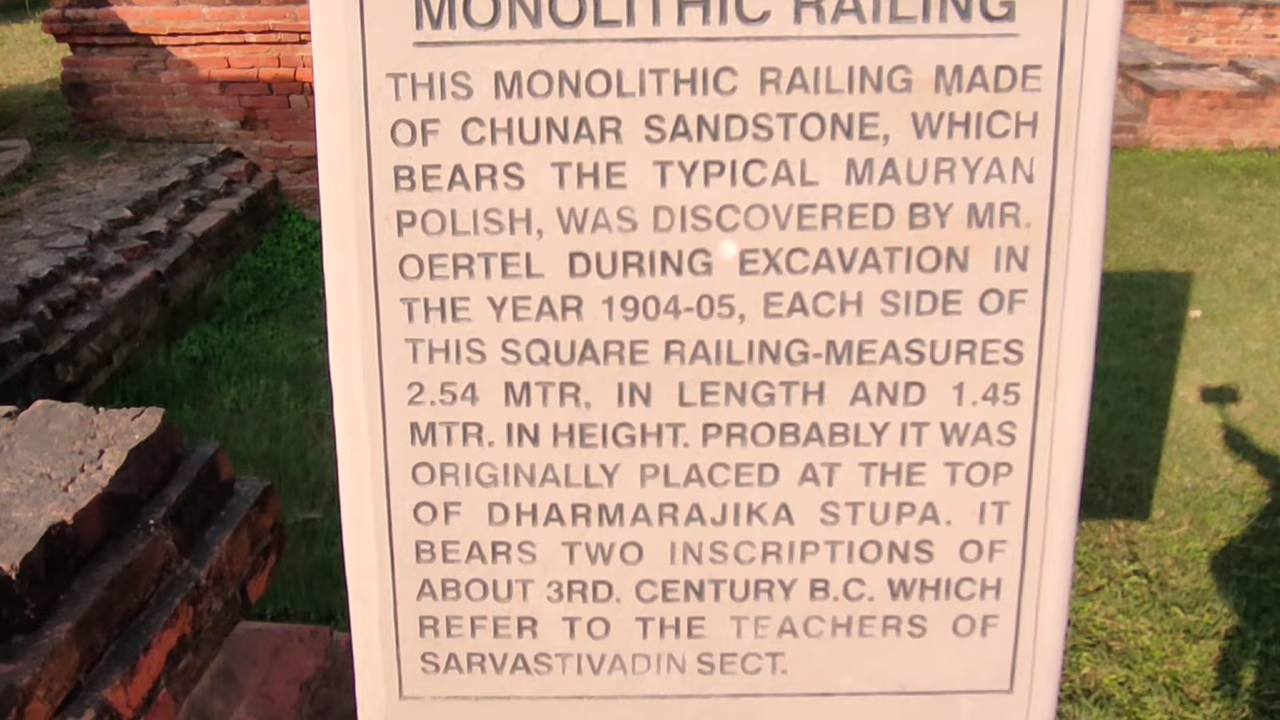 MONOLITHIC RAILING
THIS MONOLITHIC RAILING MADE
OF CHUNAR SANDSTONE, WHICH
BEARS THE TYPICAL MAURYAN
POLISH, WAS DISCOVERED BY MR.
OERTEL DURING EXCAVATION IN
THE YEAR 1904-05, EACH SIDE OF
THIS SQUARE RAILING-MEASURES
2.54 MTR. IN LENGTH AND 1.45
MTR. IN HEIGHT. PROBABLY IT WAS
ORIGINALLY PLACED AT THE TOP
OF DHARMARAJIKA STUPA. IT
BEARS TWO INSCRIPTIONS OF
ABOUT 3RD. CENTURY B.C. WHICH
REFER TO THE TEACHERS OF
SARVASTIVADIN SECT.